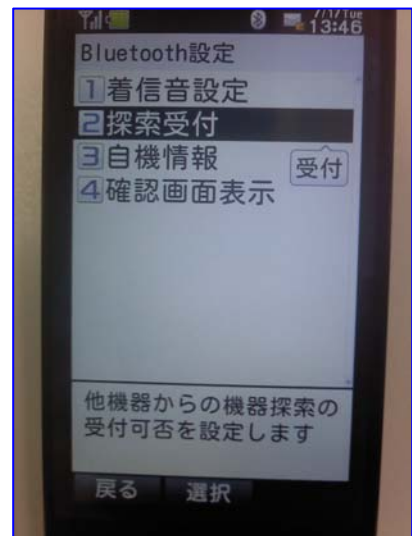 7/17Tue
13:46
Bluetooth設定
1着信音設定
2探索受付
3自機情報
受付
4確認画面表示
他機器からの機器探索の
受付可否を設定します
戻る 選択